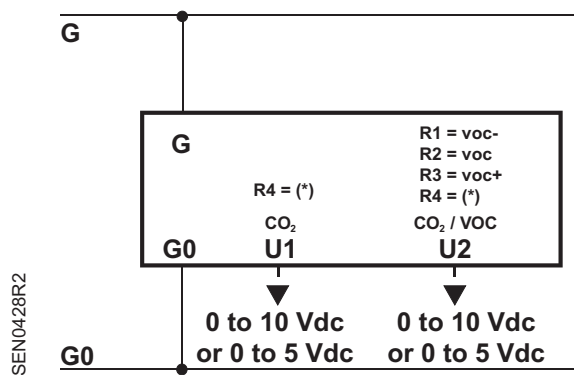 G
G
R1 = voc-
R2 = voc
R3 = voc+
R4 = (*)
R4 = (*)
CO₂
CO₂ / VOC
G0
U1
U2
0 to 10 Vdc
or 0 to 5 Vdc
0 to 10 Vdc
or 0 to 5 Vdc
G0
SEN0428R2